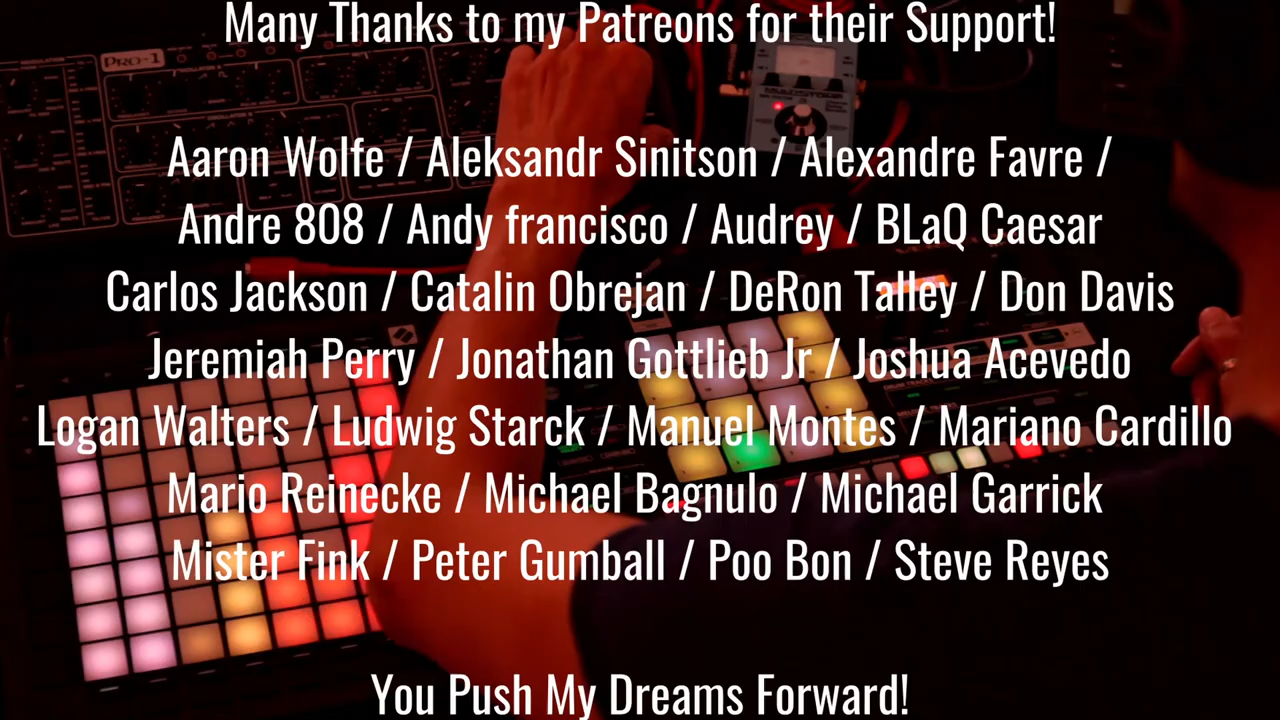 Many Thanks to my Patreons for their Support!
PRO-1
Aaron Wolfe / Aleksandr Sinitson / Alexandre Favre /
Andre 808 / Andy francisco / Audrey / BLaQ Caesar
Carlos Jackson / Catalin Obrejan / DeRon Talley / Don Davis
Jeremiah Perry / Jonathan Gottlieb Jr / Joshua Acevedo
Logan Walters / Ludwig Starck / Manuel Montes / Mariano Cardillo
Mario Reinecke / Michael Bagnulo / Michael Garrick
Mister Fink / Peter Gumball / Poo Bon / Steve Reyes
You Push My Dreams Forward!